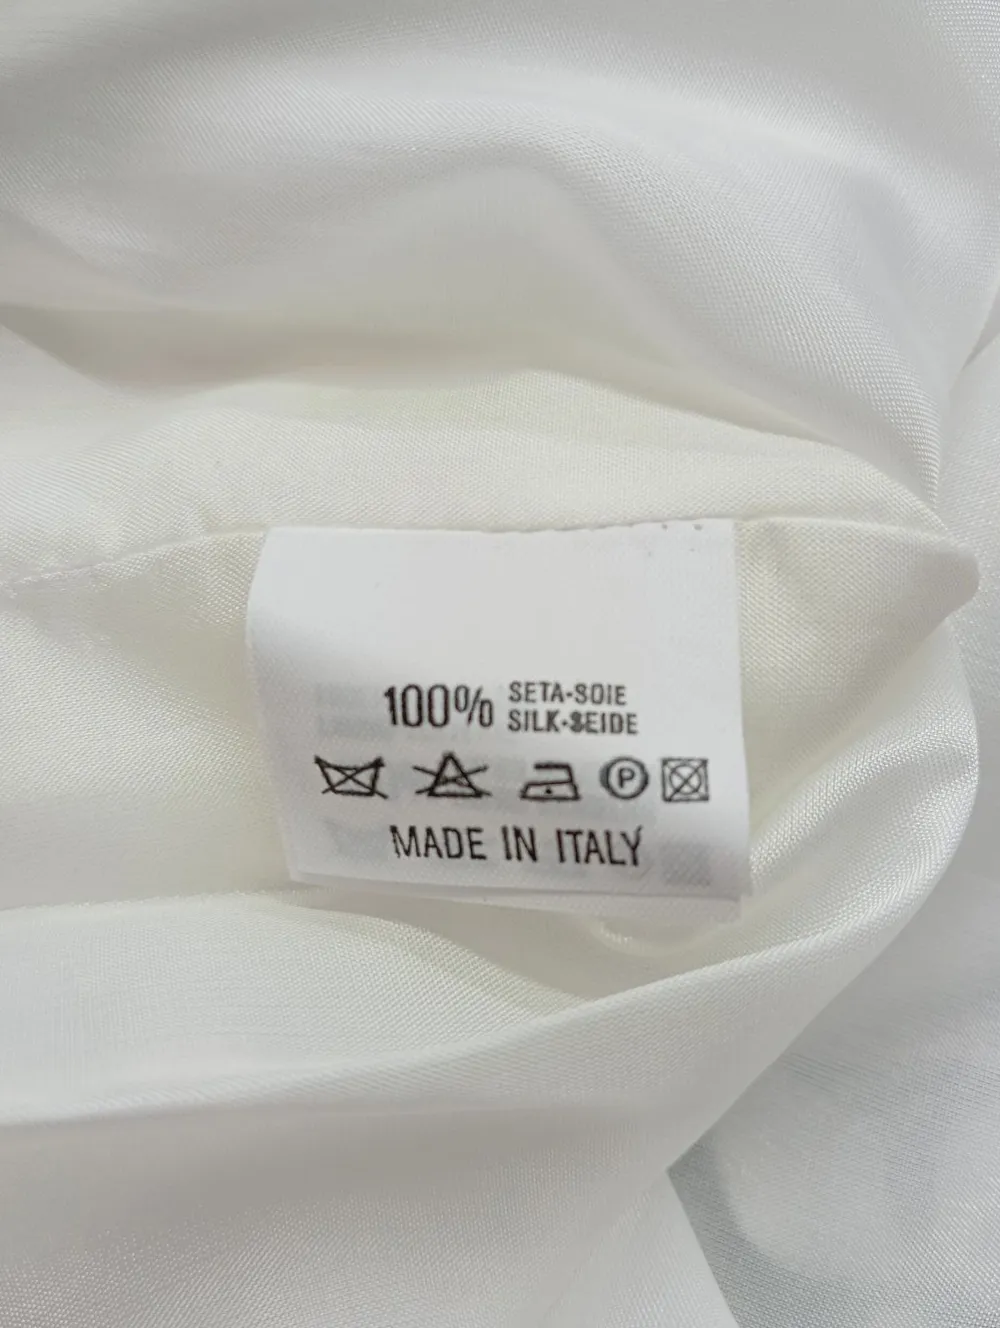 100% SETA-SOIE
SILK-SEIDE
P
MADE IN ITALY